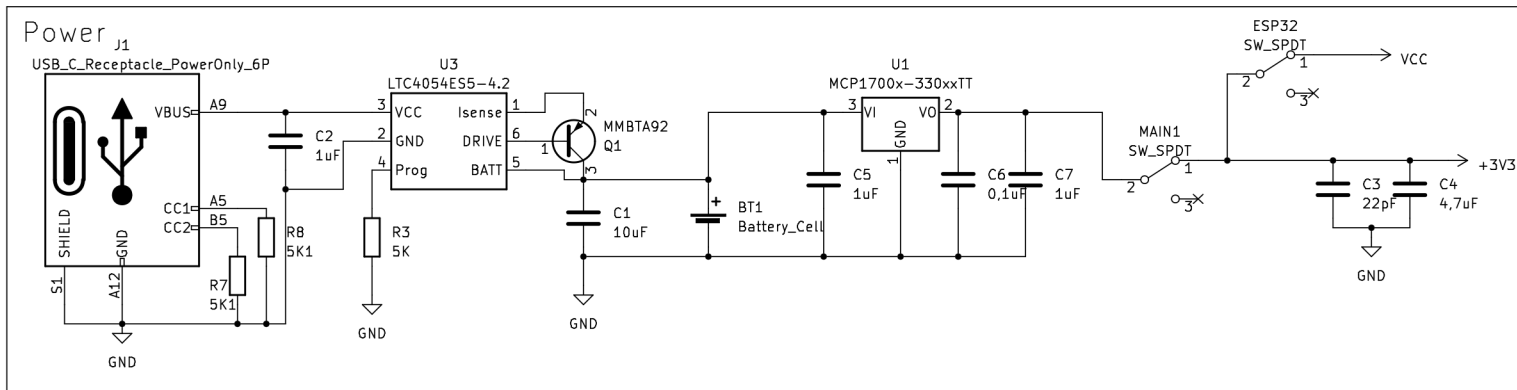 Power
J1
USB_C_Receptacle_PowerOnly_6P
VBUS
A9
CC1
A5
CC2
B5
SHIELD
GND
S1
A12
GND
R7
5K1
R8
5K1
C2
1uF
U3
LTC4054ES5-4.2
3
VCC
2
GND
4
Prog
Isense
1
DRIVE
6
BATT
5
R3
5K
GND
1
2
3
MMBTA92
Q1
C1
10uF
GND
+
BT1
Battery_Cell
U1
MCP1700x-330xxTT
3
VI
VO
2
GND
1
C5
1uF
C6
0,1uF
C7
1uF
MAIN1
SW_SPDT
2
1
3
ESP32
SW_SPDT
2
1
3
VCC
+3V3
C3
22pF
C4
4,7uF
GND